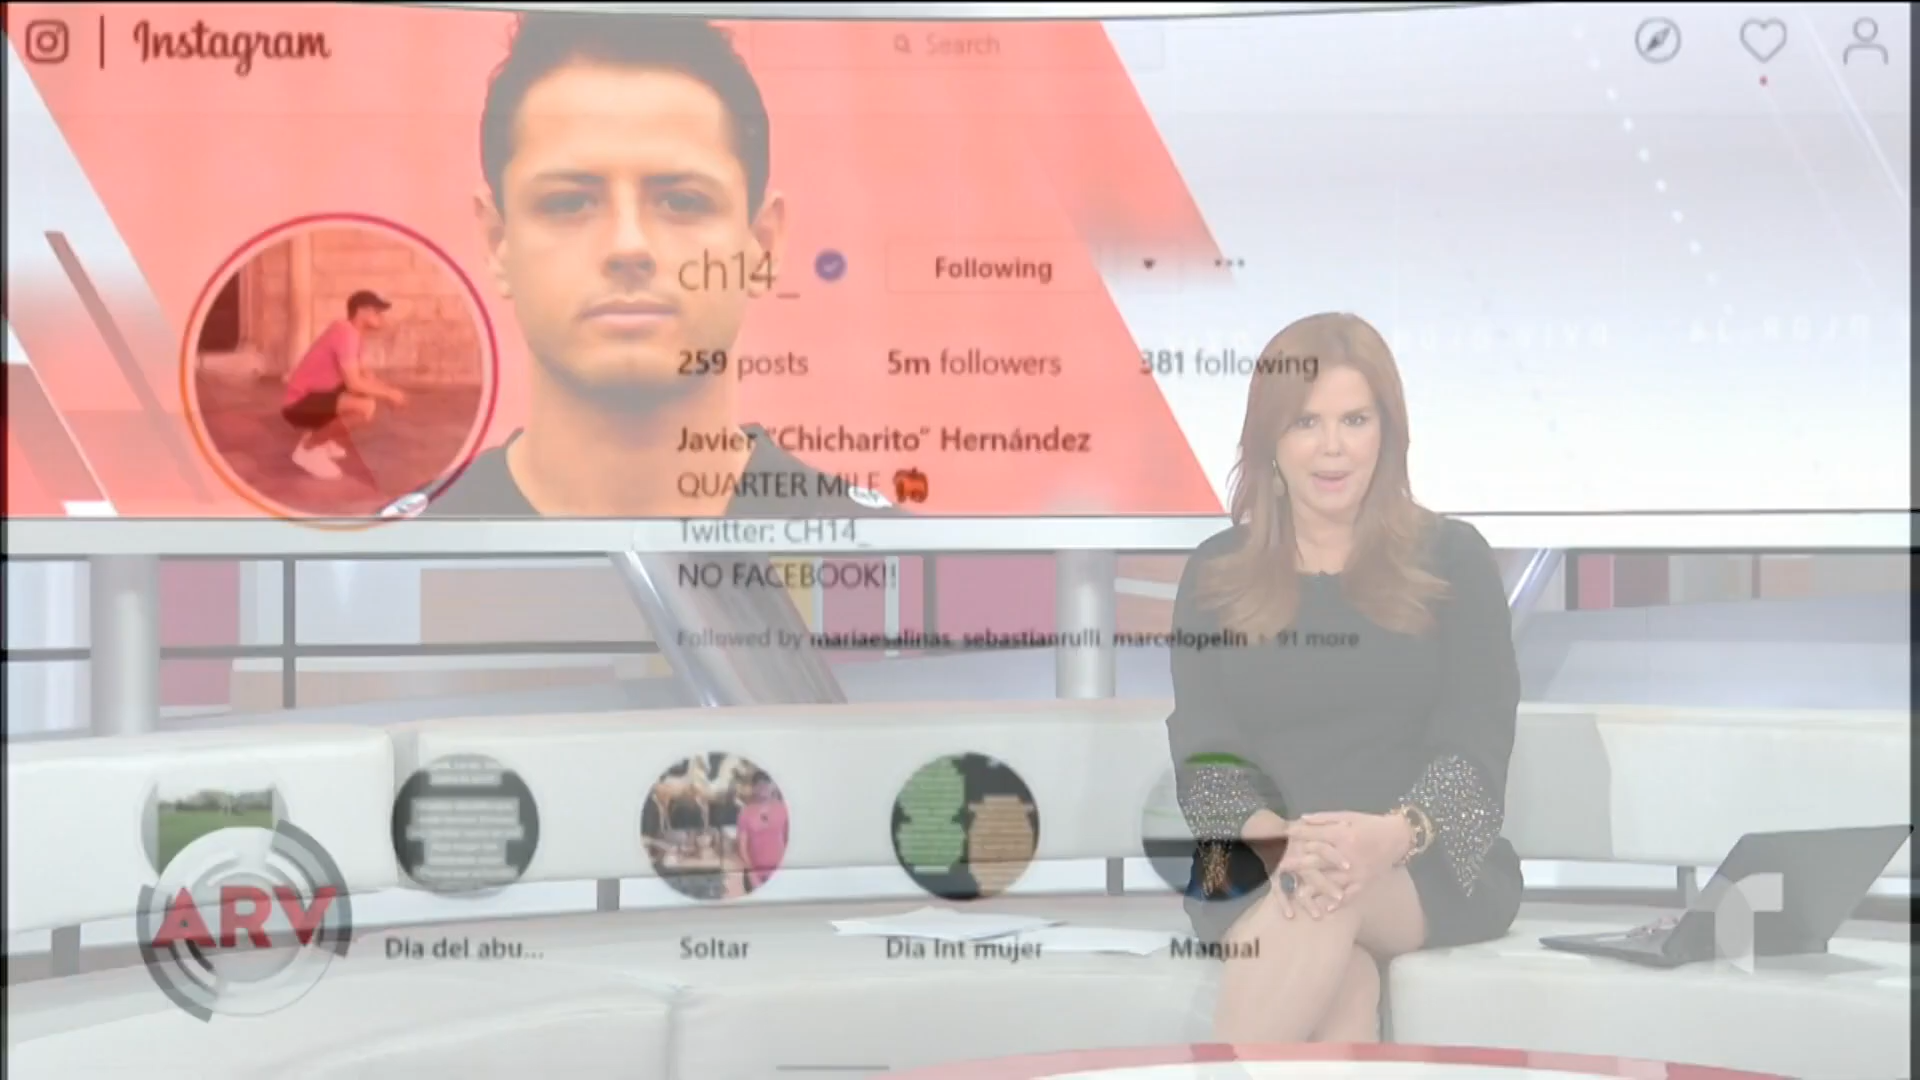 Instagram
Search
ch14_
Following
259 posts 5m followers 381 following
Javier "Chicharito" Hernández
QUARTER MILE
Twitter: CH14_
NO FACEBOOK!!
Followed by mariaesalinas, sebastianrulli, marcelopelin + 91 more
Dia del abu...
Soltar
Dia Int mujer
Manual
ARV